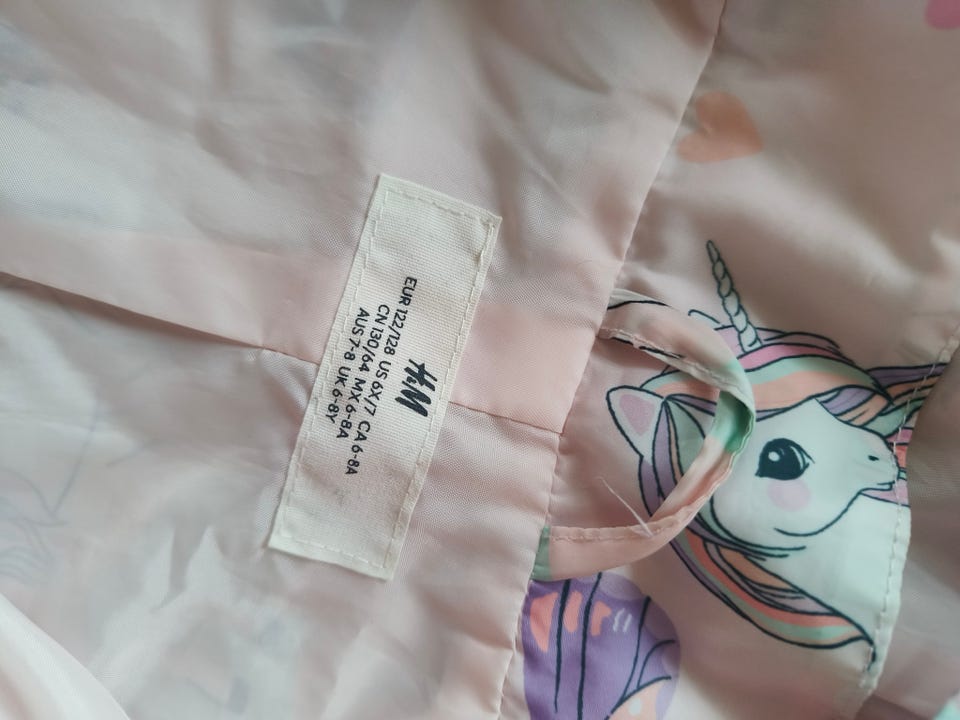 H&M
EUR 122/128 US 6X/7 CA 6-8A
CN 130/64 MX 6-8A
AUS 7-8 UK 6-8Y